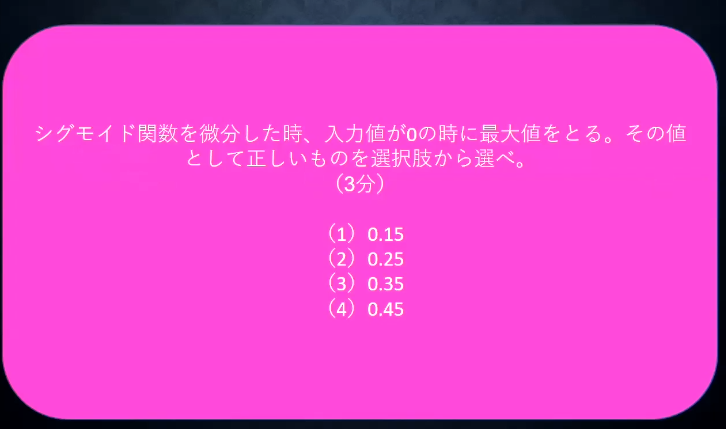 シグモイド関数を微分した時、入力値が0の時に最大値をとる。その値
として正しいものを選択肢から選べ。
（3分）
（1）0.15
（2）0.25
（3）0.35
（4）0.45